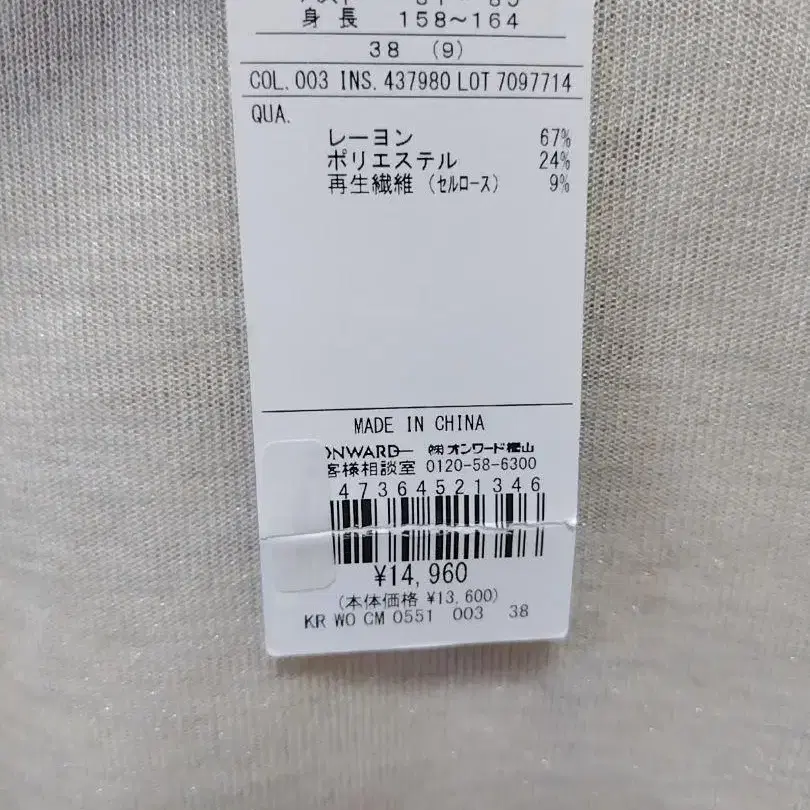 身長 158～164
38 (9)
COL. 003 INS. 437980 LOT 7097714
QUA.
レーヨン 67%
ポリエステル 24%
再生繊維 (セルロース) 9%
MADE IN CHINA
NWARD ㈱オンワード樫山
客様相談室 0120-58-6300
47364521346
¥14,960
(本体価格 ¥13,600)
KR WO CM 0551 003 38